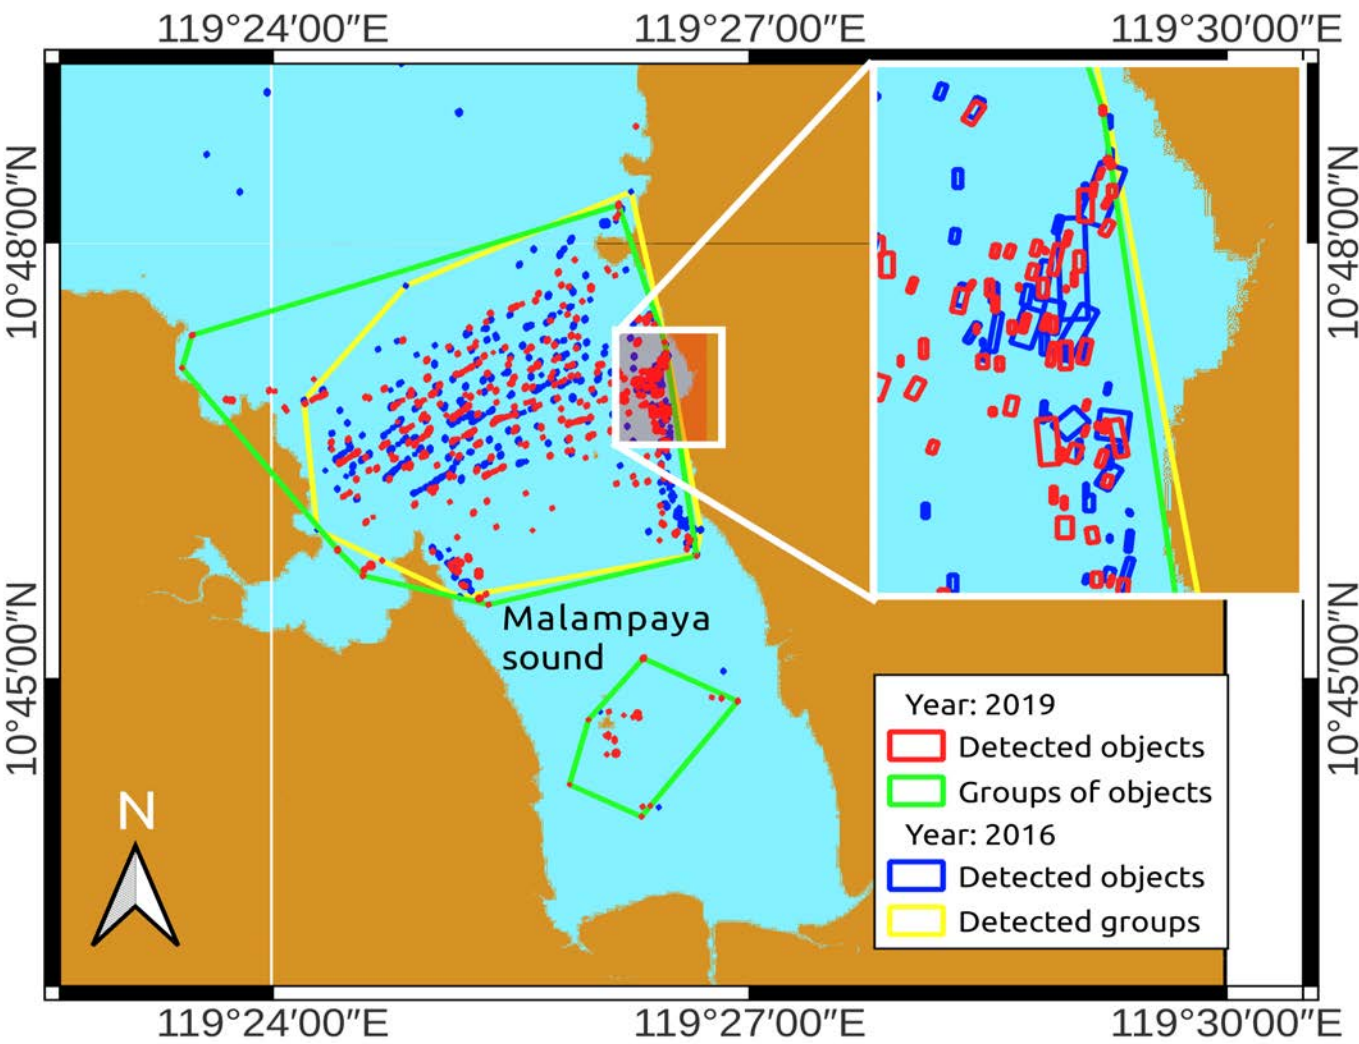 119°24′00″E
119°27′00″E
119°30′00″E
10°48′00″N
10°48′00″N
Malampaya
sound
10°45′00″N
10°45′00″N
Year: 2019
Detected objects
Groups of objects
Year: 2016
Detected objects
Detected groups
N
119°24′00″E
119°27′00″E
119°30′00″E